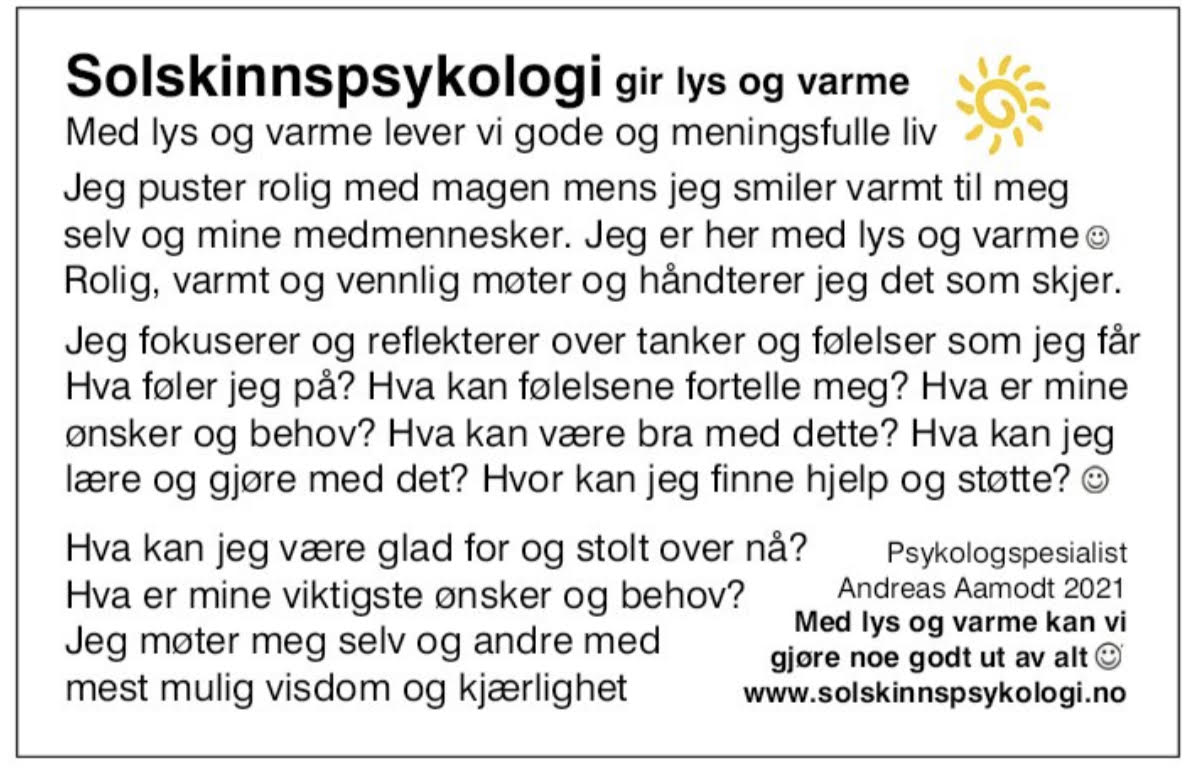 Solskinnspsykologi gir lys og varme
Med lys og varme lever vi gode og meningsfulle liv
Jeg puster rolig med magen mens jeg smiler varmt til meg
selv og mine medmennesker. Jeg er her med lys og varme☺
Rolig, varmt og vennlig møter og håndterer jeg det som skjer.
Jeg fokuserer og reflekterer over tanker og følelser som jeg får
Hva føler jeg på? Hva kan følelsene fortelle meg? Hva er mine
ønsker og behov? Hva kan være bra med dette? Hva kan jeg
lære og gjøre med det? Hvor kan jeg finne hjelp og støtte? ☺
Hva kan jeg være glad for og stolt over nå?
Hva er mine viktigste ønsker og behov?
Jeg møter meg selv og andre med
mest mulig visdom og kjærlighet
Psykologspesialist
Andreas Aamodt 2021
Med lys og varme kan vi
gjøre noe godt ut av alt ☺
www.solskinnspsykologi.no